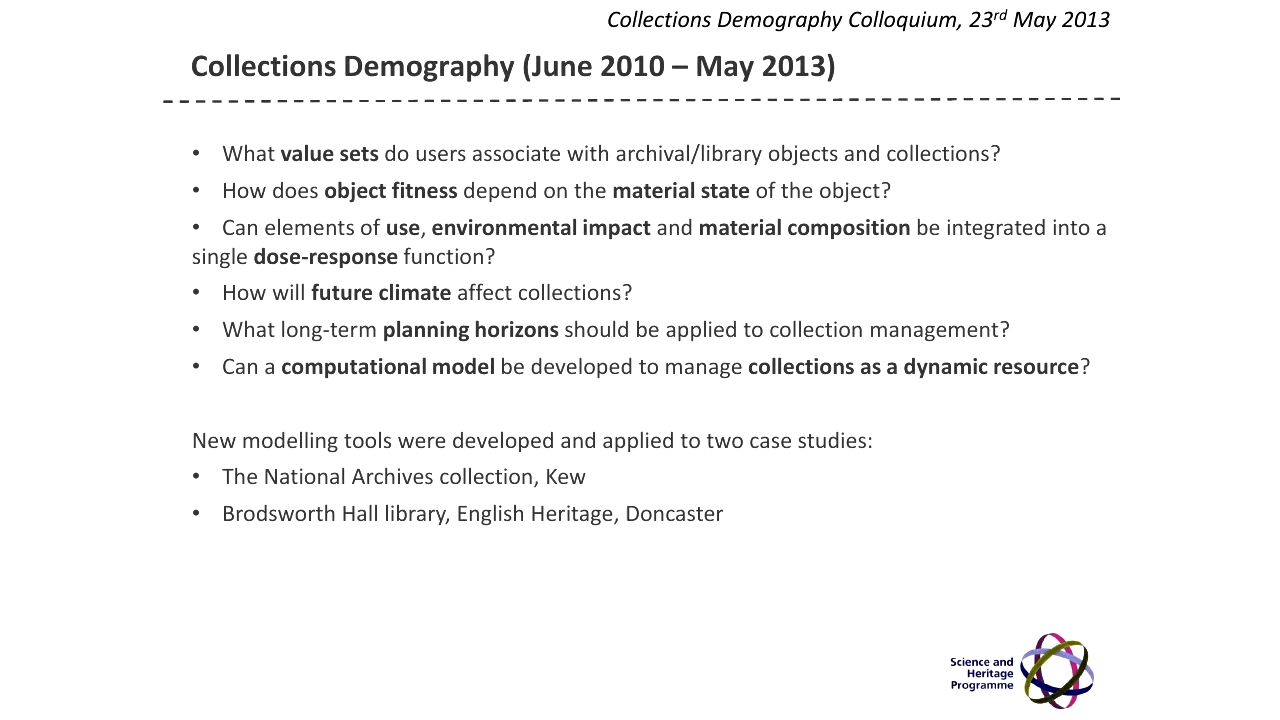 Collections Demography Colloquium, 23rd May 2013
Collections Demography (June 2010 – May 2013)
• What value sets do users associate with archival/library objects and collections?
• How does object fitness depend on the material state of the object?
• Can elements of use, environmental impact and material composition be integrated into a
single dose-response function?
• How will future climate affect collections?
• What long-term planning horizons should be applied to collection management?
• Can a computational model be developed to manage collections as a dynamic resource?
New modelling tools were developed and applied to two case studies:
• The National Archives collection, Kew
• Brodsworth Hall library, English Heritage, Doncaster
Science and
Heritage
Programme